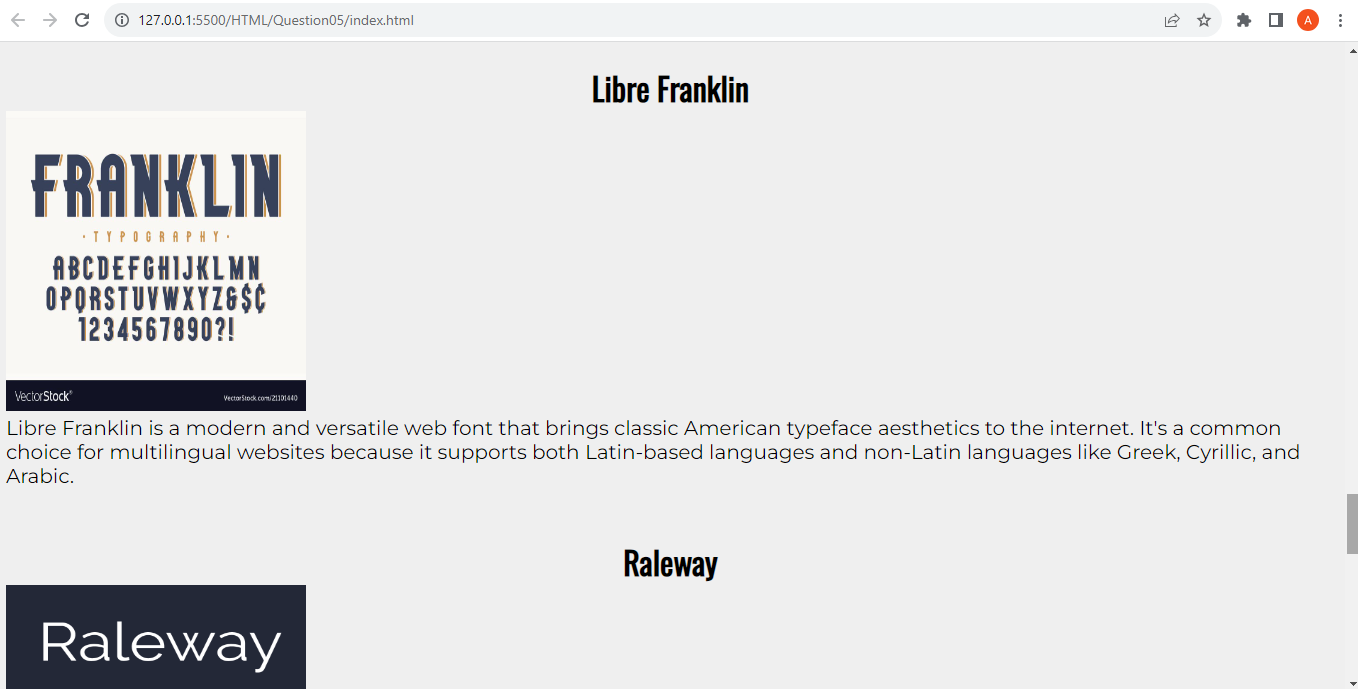 127.0.0.1:5500/HTML/Question05/index.html
A
Libre Franklin
FRANKLIN
·TYPOGRAPHY·
ABCDEFGHIJKLMN
OPQRSTUVWXYZ&$¢
1234567890?!
VectorStock®
VectorStock.com/21101440
Libre Franklin is a modern and versatile web font that brings classic American typeface aesthetics to the internet. It's a common
choice for multilingual websites because it supports both Latin-based languages and non-Latin languages like Greek, Cyrillic, and
Arabic.
Raleway
Raleway